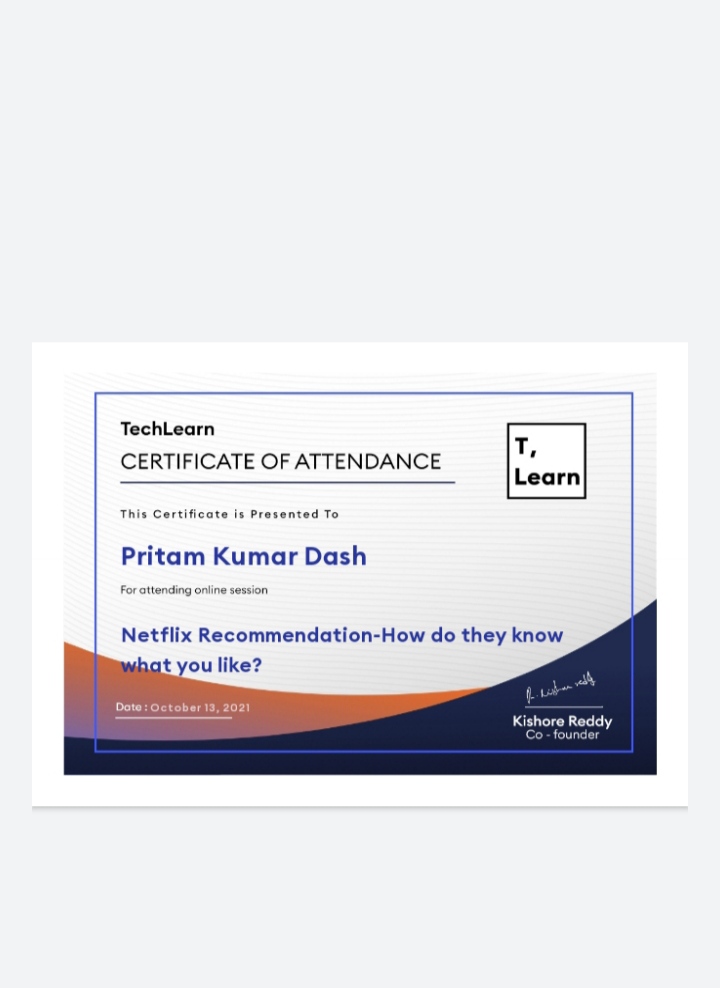 TechLearn
CERTIFICATE OF ATTENDANCE
T,
Learn
This Certificate is Presented To
Pritam Kumar Dash
For attending online session
Netflix Recommendation-How do they know
what you like?
Date : October 13, 2021
Kishore Reddy
Co - founder